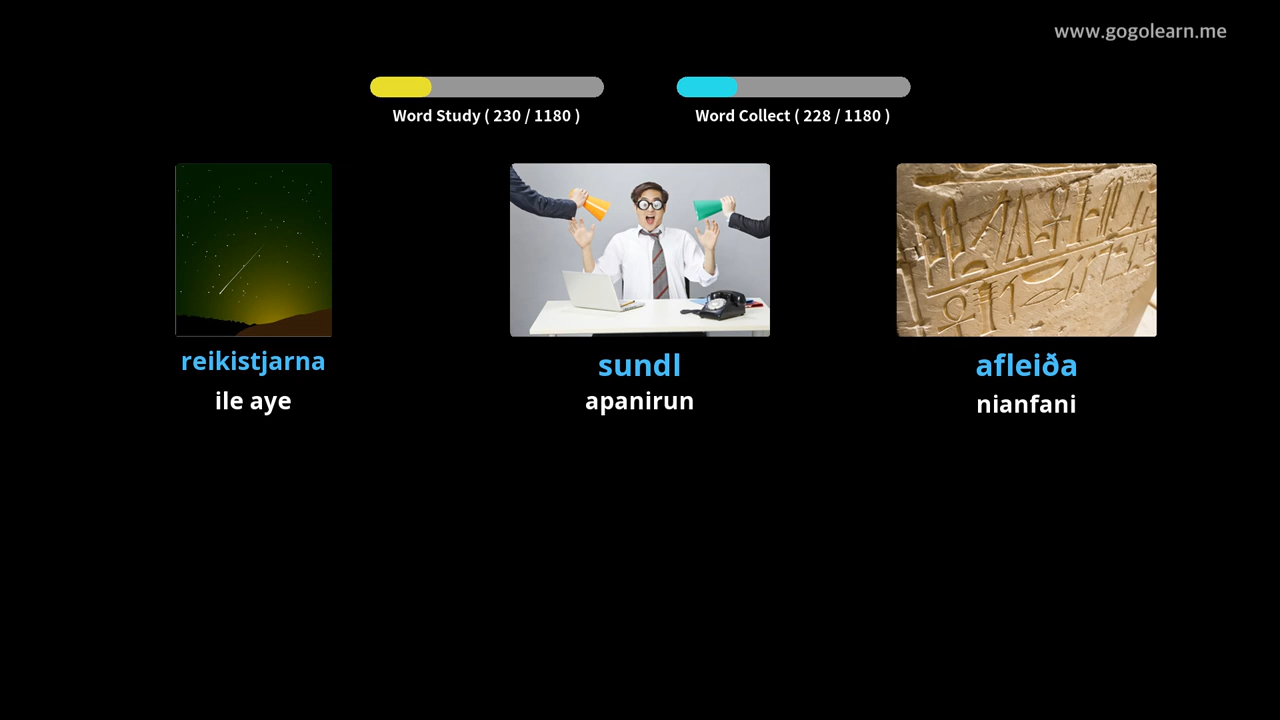 www.gogolearn.me
Word Study ( 230 / 1180 )
Word Collect ( 228 / 1180 )
reikistjarna
ile aye
sundl
apanirun
afleiða
nianfani